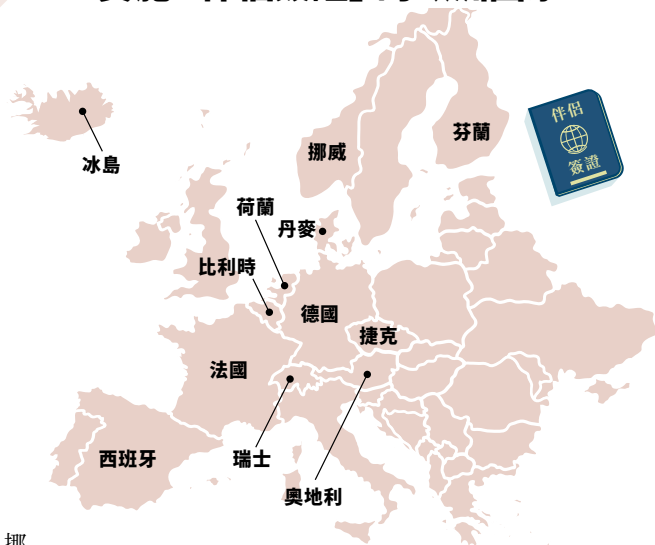 伴侶
簽證
芬蘭
挪威
冰島
荷蘭
丹麥
比利時
德國
捷克
法國
西班牙
瑞士
奧地利
挪